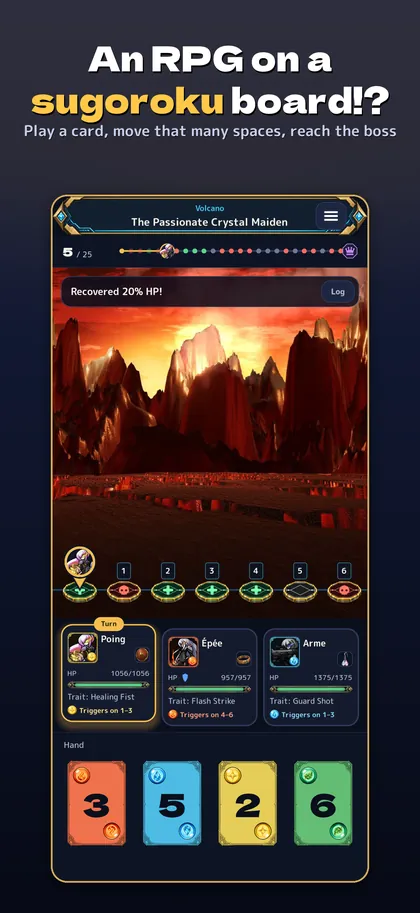 An RPG on a
sugoroku board!?
Play a card, move that many spaces, reach the boss
Volcano
The Passionate Crystal Maiden
5 / 25
Recovered 20% HP!
Log
1 2 3 4 5 6
Turn
Poing
HP 1056/1056
Trait: Healing Fist
Triggers on 1-3
Épée
HP 957/957
Trait: Flash Strike
Triggers on 4-6
Arme
HP 1375/1375
Trait: Guard Shot
Triggers on 1-3
Hand
3 5 2 6